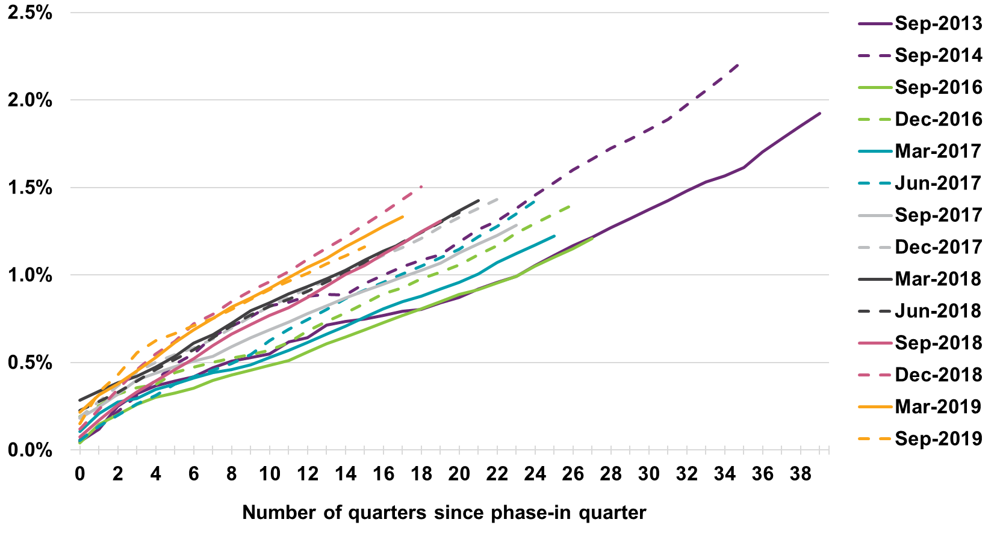 2.5%
2.0%
1.5%
1.0%
0.5%
0.0%
0 2 4 6 8 10 12 14 16 18 20 22 24 26 28 30 32 34 36 38
Number of quarters since phase-in quarter
Sep-2013
Sep-2014
Sep-2016
Dec-2016
Mar-2017
Jun-2017
Sep-2017
Dec-2017
Mar-2018
Jun-2018
Sep-2018
Dec-2018
Mar-2019
Sep-2019